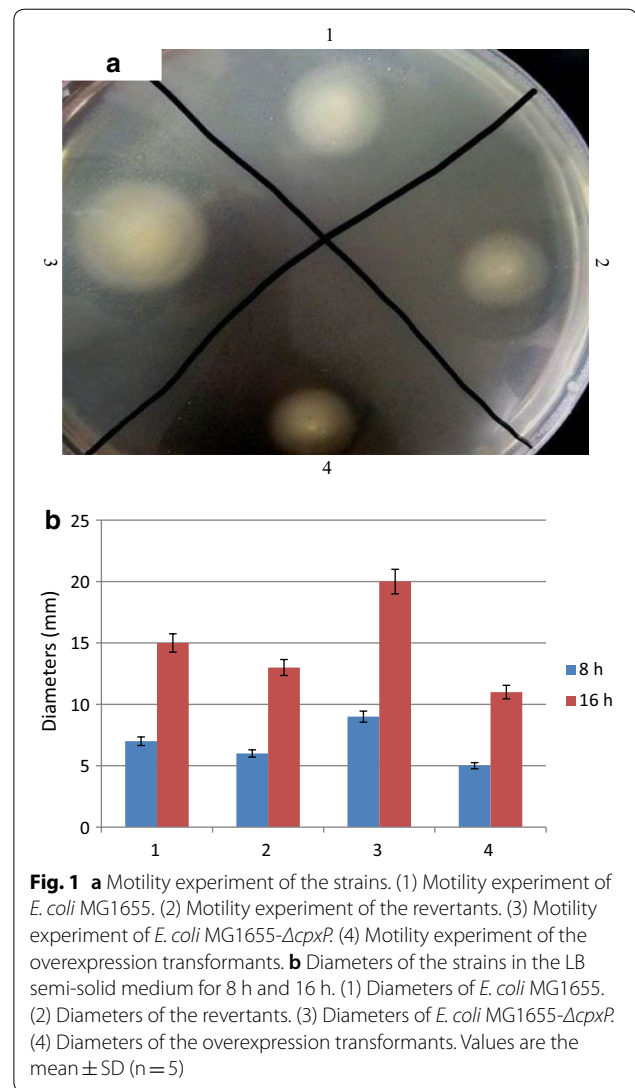 1
a
3
2
4
b
25
20
15
10
5
0
Diameters (mm)
8 h
16 h
1 2 3 4
Fig. 1 a Motility experiment of the strains. (1) Motility experiment of
E. coli MG1655. (2) Motility experiment of the revertants. (3) Motility
experiment of E. coli MG1655-ΔcpxP. (4) Motility experiment of the
overexpression transformants. b Diameters of the strains in the LB
semi-solid medium for 8 h and 16 h. (1) Diameters of E. coli MG1655.
(2) Diameters of the revertants. (3) Diameters of E. coli MG1655-ΔcpxP.
(4) Diameters of the overexpression transformants. Values are the
mean ± SD (n = 5)